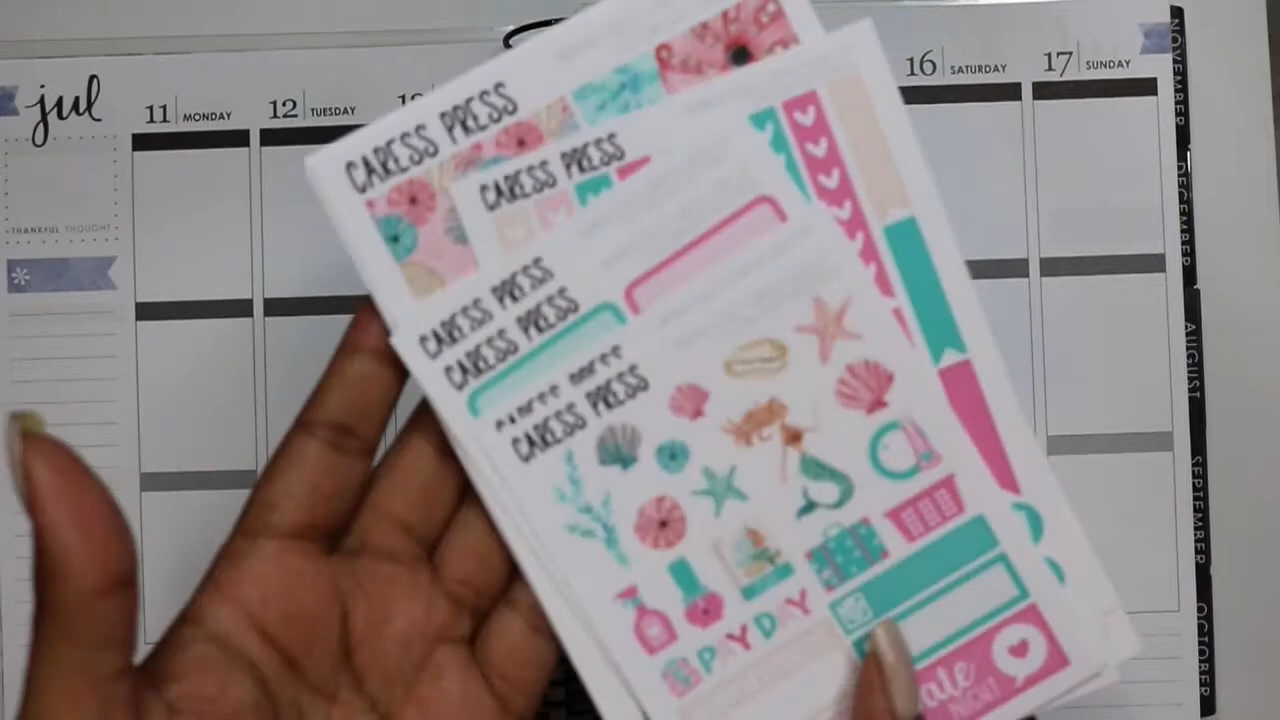 jul
11 MONDAY
12 TUESDAY
16 SATURDAY
17 SUNDAY
THANKFUL THOUGHT
*
CARESS PRESS
CARESS PRESS
CARESS PRESS
CARESS PRESS
CARESS PRESS
PAYDAY
NIGHT
NOVEMBER
DECEMBER
AUGUST
SEPTEMBER
OCTOBER